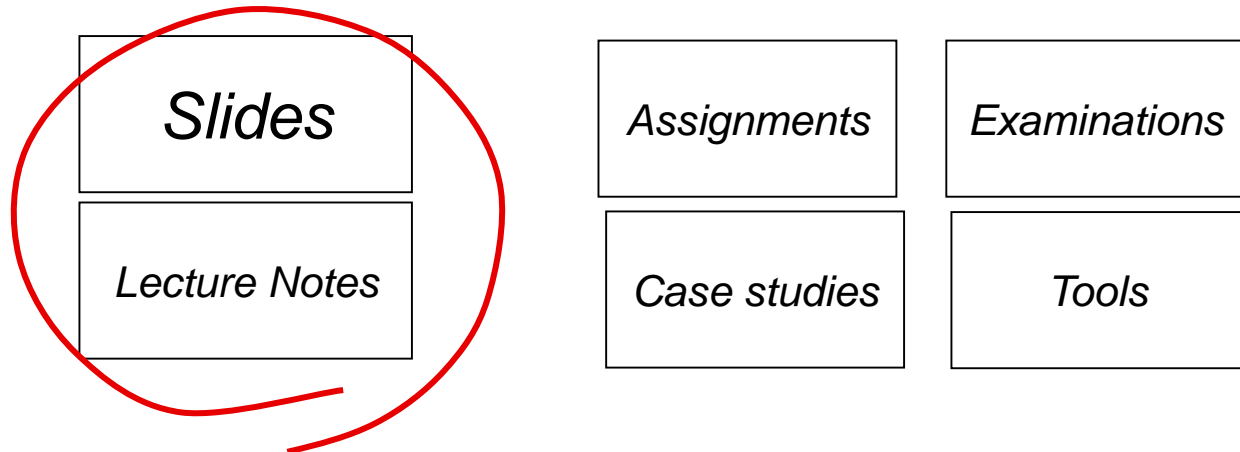 Slides
Lecture Notes
Assignments
Examinations
Case studies
Tools